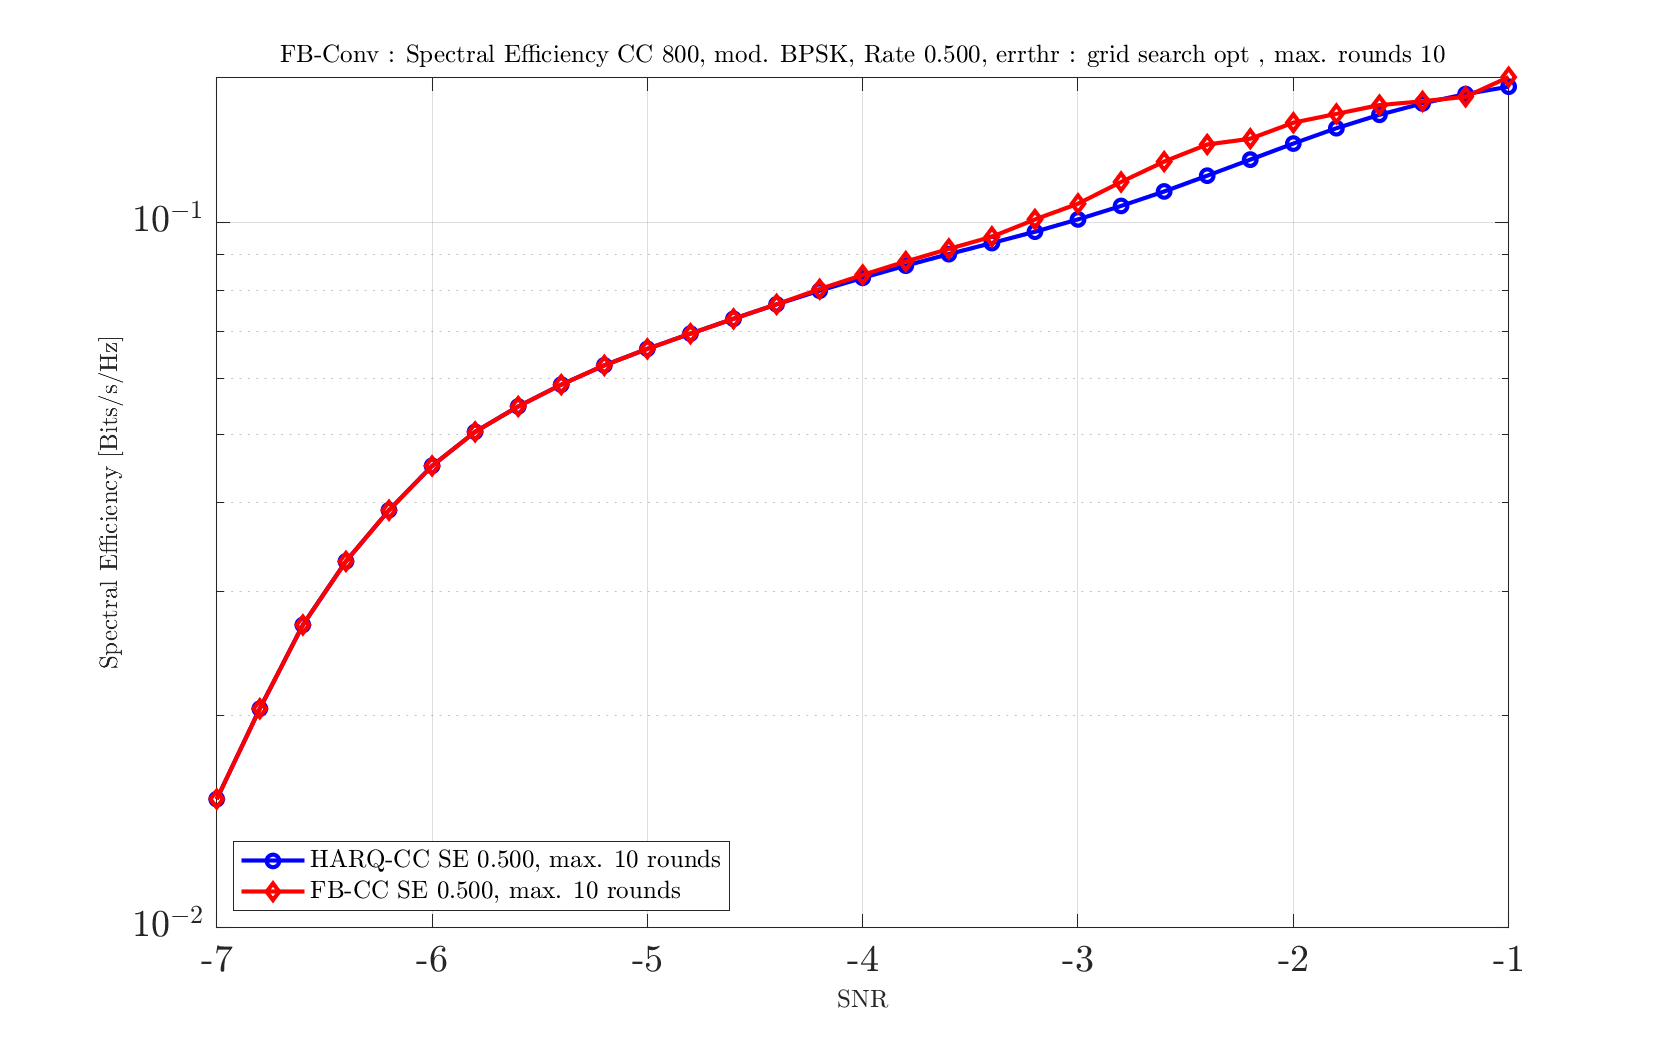 FB-Conv : Spectral Efficiency CC 800, mod. BPSK, Rate 0.500, errthr : grid search opt , max. rounds 10
10⁻¹
Spectral Efficiency [Bits/s/Hz]
HARQ-CC SE 0.500, max. 10 rounds
FB-CC SE 0.500, max. 10 rounds
10⁻²
-7 -6 -5 -4 -3 -2 -1
SNR